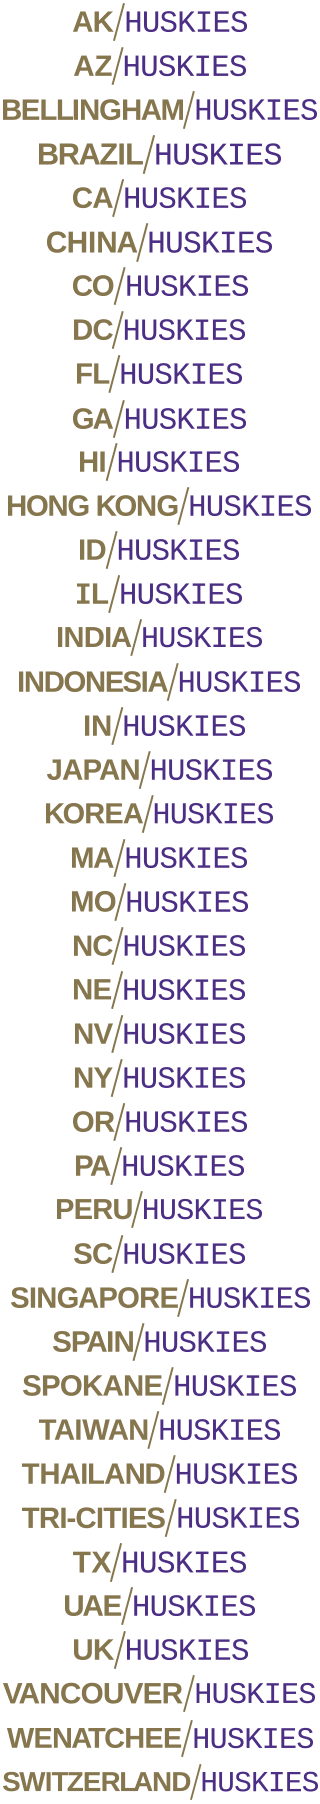 AK/HUSKIES
AZ/HUSKIES
BELLINGHAM/HUSKIES
BRAZIL/HUSKIES
CA/HUSKIES
CHINA/HUSKIES
CO/HUSKIES
DC/HUSKIES
FL/HUSKIES
GA/HUSKIES
HI/HUSKIES
HONG KONG/HUSKIES
ID/HUSKIES
IL/HUSKIES
INDIA/HUSKIES
INDONESIA/HUSKIES
IN/HUSKIES
JAPAN/HUSKIES
KOREA/HUSKIES
MA/HUSKIES
MO/HUSKIES
NC/HUSKIES
NE/HUSKIES
NV/HUSKIES
NY/HUSKIES
OR/HUSKIES
PA/HUSKIES
PERU/HUSKIES
SC/HUSKIES
SINGAPORE/HUSKIES
SPAIN/HUSKIES
SPOKANE/HUSKIES
TAIWAN/HUSKIES
THAILAND/HUSKIES
TRI-CITIES/HUSKIES
TX/HUSKIES
UAE/HUSKIES
UK/HUSKIES
VANCOUVER/HUSKIES
WENATCHEE/HUSKIES
SWITZERLAND/HUSKIES